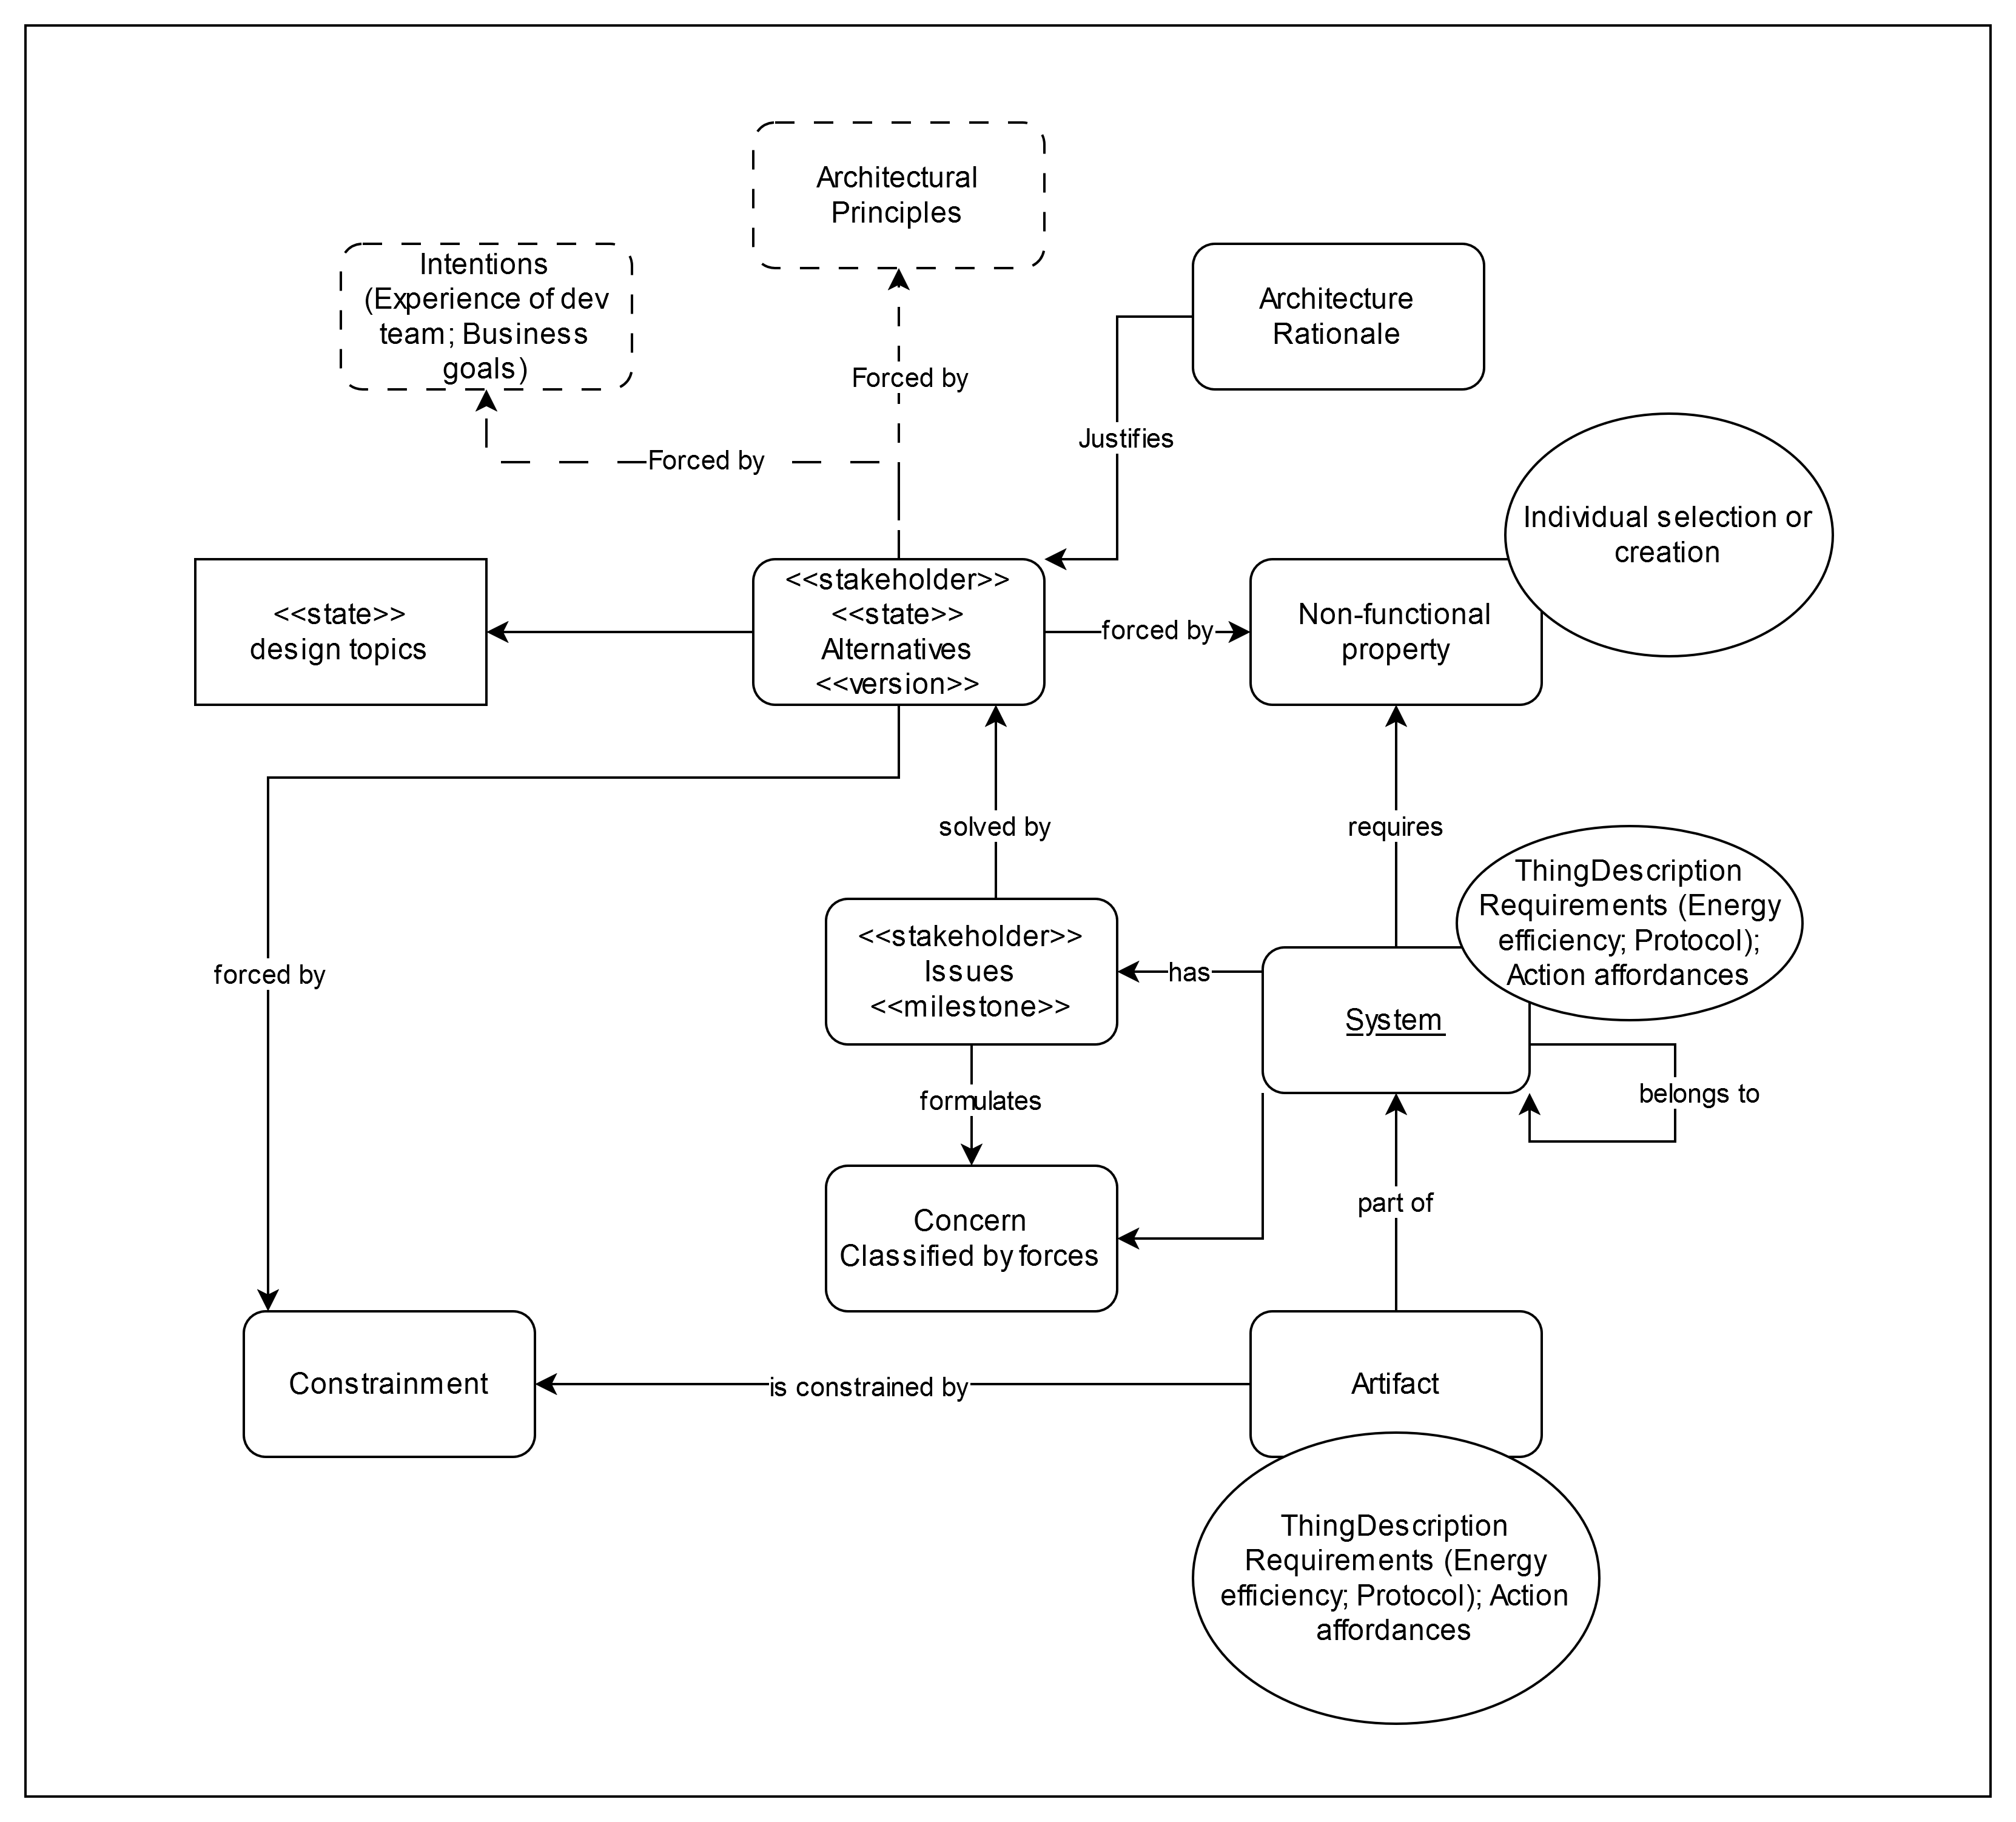 Architectural
Principles
Intentions
(Experience of dev
team; Business
goals)
Architecture
Rationale
Forced by
Justifies
Forced by
Individual selection or
creation
<<state>>
design topics
<<stakeholder>>
<<state>>
Alternatives
<<version>>
forced by
Non-functional
property
solved by
requires
ThingDescription
Requirements (Energy
efficiency; Protocol);
Action affordances
<<stakeholder>>
Issues
<<milestone>>
has
forced by
System
formulates
belongs to
part of
Concern
Classified by forces
Constrainment
is constrained by
Artifact
ThingDescription
Requirements (Energy
efficiency; Protocol); Action
affordances